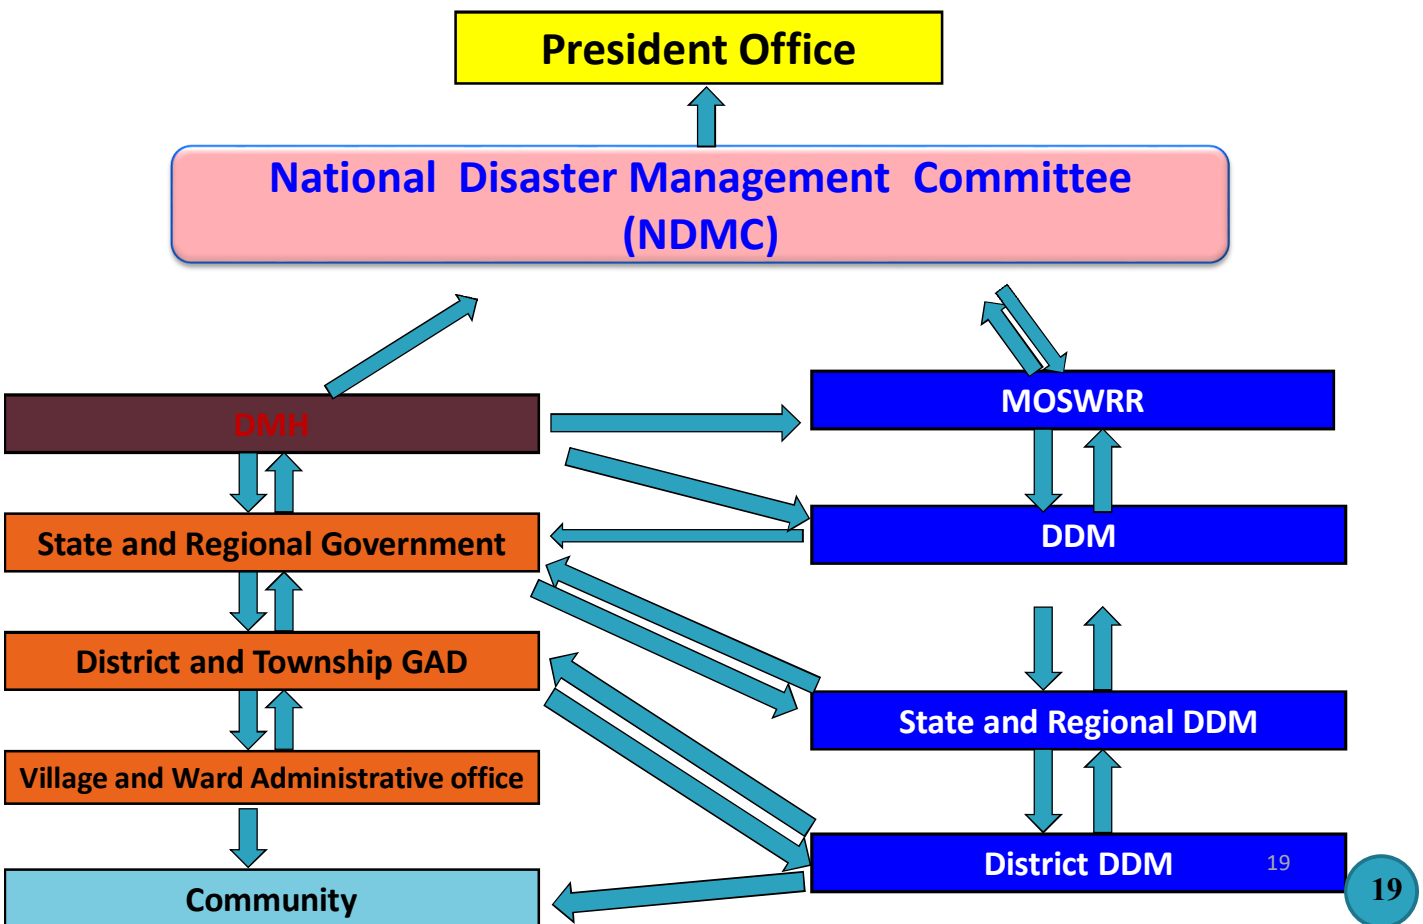 President Office
National Disaster Management Committee
(NDMC)
DMH
MOSWRR
State and Regional Government
DDM
District and Township GAD
State and Regional DDM
Village and Ward Administrative office
District DDM
19
19
Community